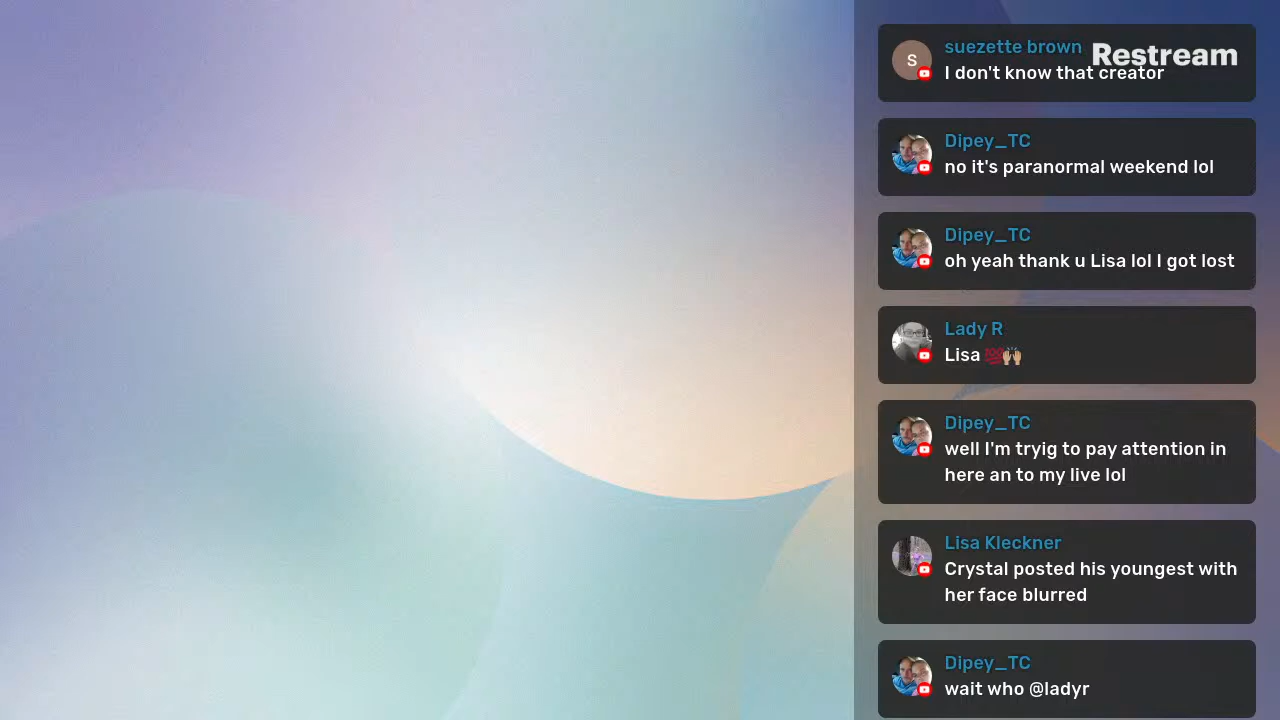 suezette brown
Restream
S
I don't know that creator
Dipey_TC
no it's paranormal weekend lol
Dipey_TC
oh yeah thank u Lisa lol I got lost
Lady R
Lisa 💯🙌🏼
Dipey_TC
well I'm tryig to pay attention in
here an to my live lol
Lisa Kleckner
Crystal posted his youngest with
her face blurred
Dipey_TC
wait who @ladyr